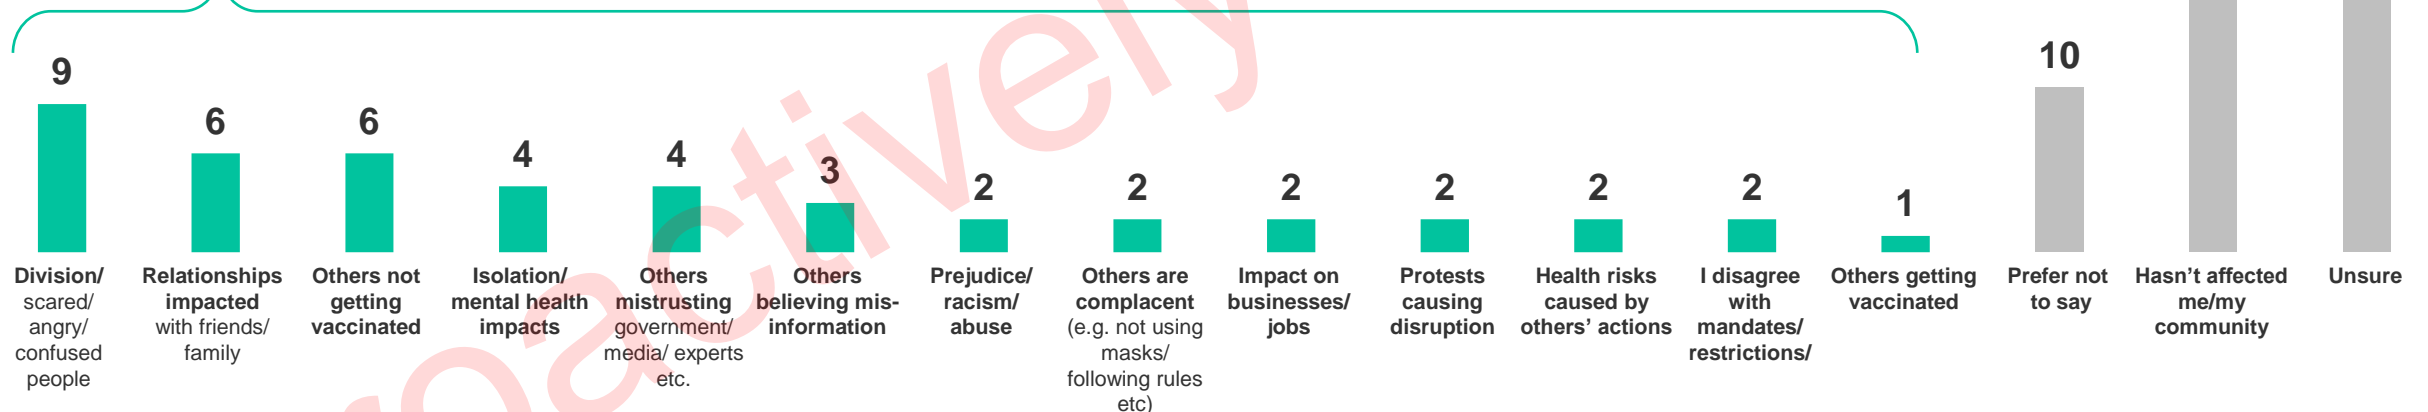 9
6
6
4
4
3
2
2
2
2
2
2
1
10
Division/
scared/
angry/
confused
people
Relationships
impacted
with friends/
family
Others not
getting
vaccinated
Isolation/
mental health
impacts
Others
mistrusting
government/
media/ experts
etc.
Others
believing mis-
information
Prejudice/
racism/
abuse
Others are
complacent
(e.g. not using
masks/
following rules
etc)
Impact on
businesses/
jobs
Protests
causing
disruption
Health risks
caused by
others’ actions
I disagree
with
mandates/
restrictions/
Others getting
vaccinated
Prefer not
to say
Hasn’t affected
me/my
community
Unsure
roactively